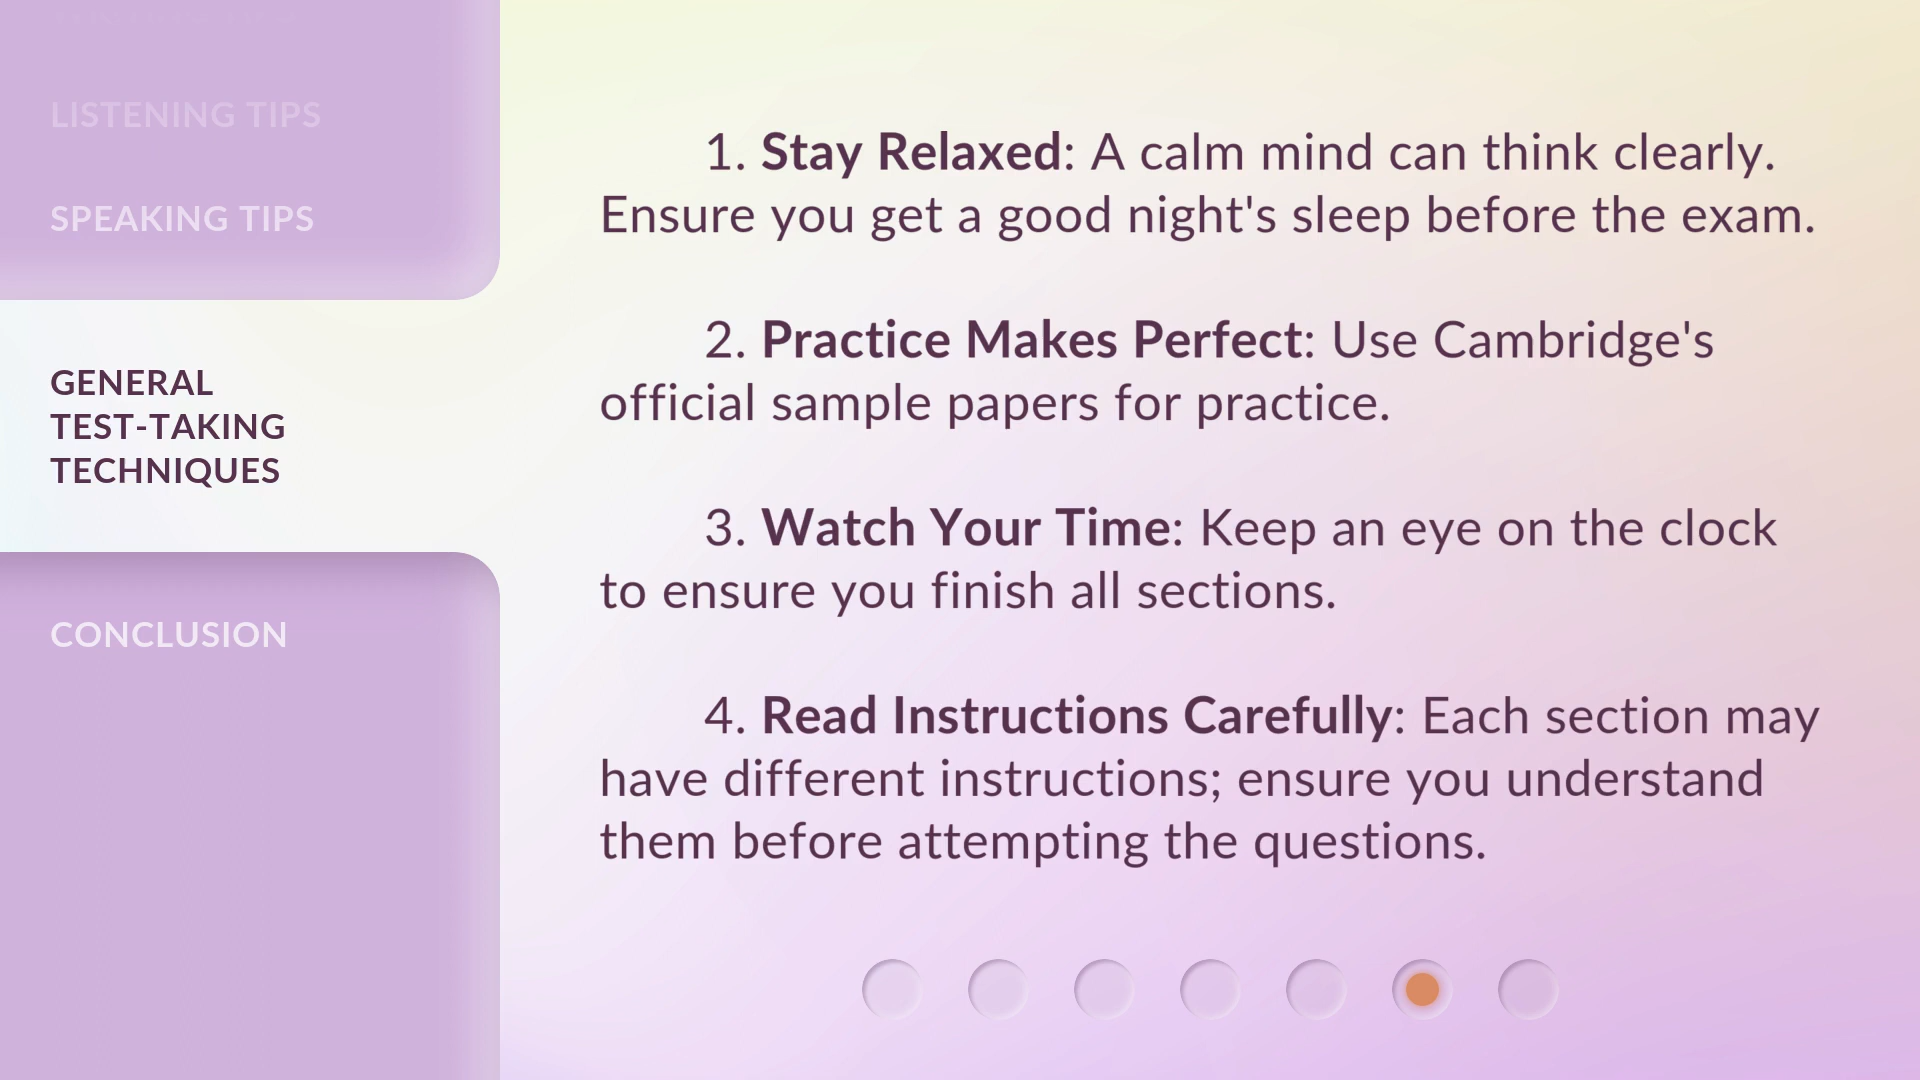 LISTENING TIPS
SPEAKING TIPS
GENERAL
TEST-TAKING
TECHNIQUES
CONCLUSION
1. Stay Relaxed: A calm mind can think clearly.
Ensure you get a good night's sleep before the exam.
2. Practice Makes Perfect: Use Cambridge's
official sample papers for practice.
3. Watch Your Time: Keep an eye on the clock
to ensure you finish all sections.
4. Read Instructions Carefully: Each section may
have different instructions; ensure you understand
them before attempting the questions.